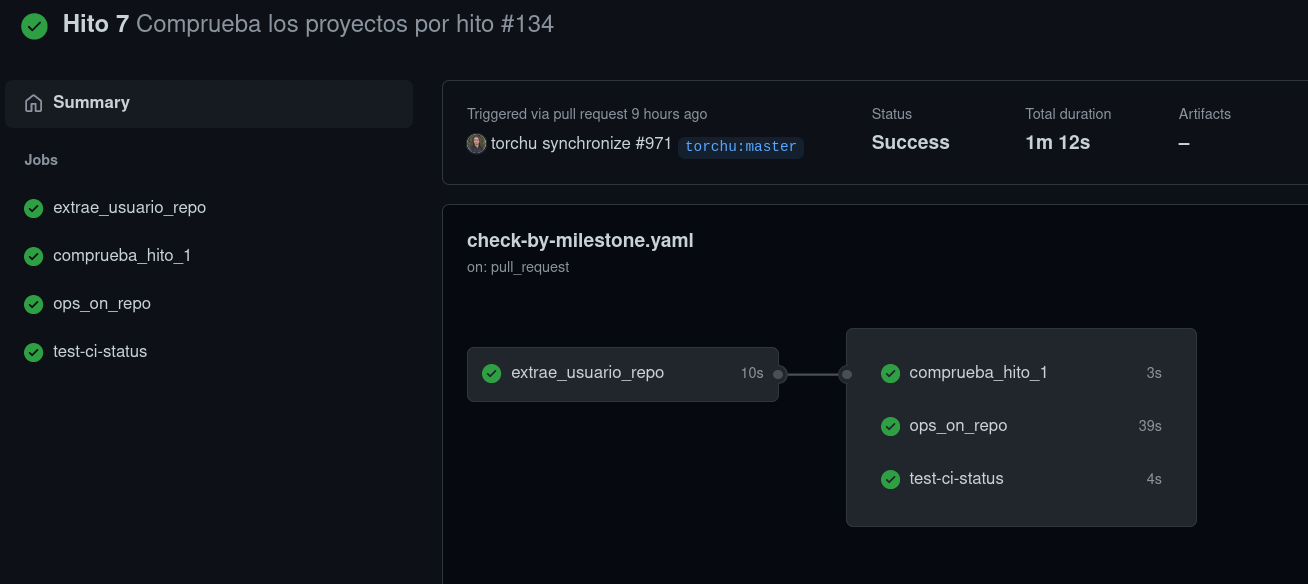 Hito 7 Comprueba los proyectos por hito #134
Summary
Jobs
extrae_usuario_repo
comprueba_hito_1
ops_on_repo
test-ci-status
Triggered via pull request 9 hours ago
torchu synchronize #971 torchu:master
Status
Success
Total duration
1m 12s
Artifacts
–
check-by-milestone.yaml
on: pull_request
extrae_usuario_repo 10s
comprueba_hito_1 3s
ops_on_repo 39s
test-ci-status 4s